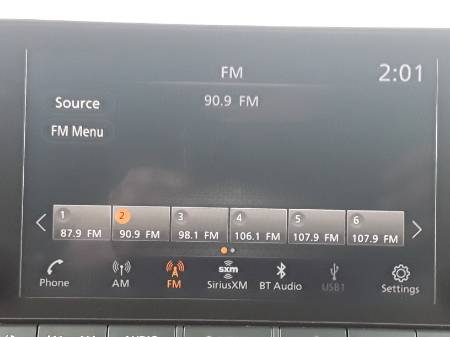 FM
2:01
Source
90.9 FM
FM Menu
1 2 3 4 5 6
87.9 FM 90.9 FM 98.1 FM 106.1 FM 107.9 FM 107.9 FM
sxm
Phone AM FM SiriusXM BT Audio USB1 Settings